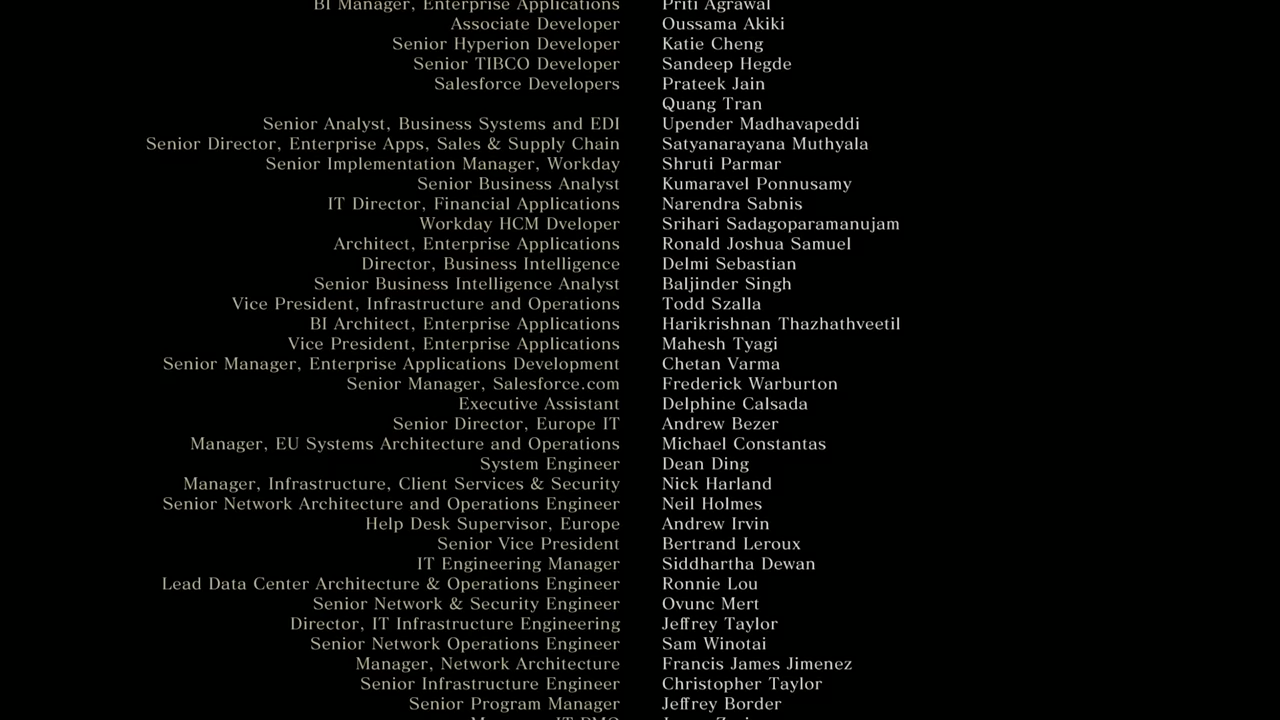 BI Manager, Enterprise Applications Priti Agrawal
Associate Developer Oussama Akiki
Senior Hyperion Developer Katie Cheng
Senior TIBCO Developer Sandeep Hegde
Salesforce Developers Prateek Jain
Quang Tran
Senior Analyst, Business Systems and EDI Upender Madhavapeddi
Senior Director, Enterprise Apps, Sales & Supply Chain Satyanarayana Muthyala
Senior Implementation Manager, Workday Shruti Parmar
Senior Business Analyst Kumaravel Ponnusamy
IT Director, Financial Applications Narendra Sabnis
Workday HCM Dveloper Srihari Sadagoparamanujam
Architect, Enterprise Applications Ronald Joshua Samuel
Director, Business Intelligence Delmi Sebastian
Senior Business Intelligence Analyst Baljinder Singh
Vice President, Infrastructure and Operations Todd Szalla
BI Architect, Enterprise Applications Harikrishnan Thazhathveetil
Vice President, Enterprise Applications Mahesh Tyagi
Senior Manager, Enterprise Applications Development Chetan Varma
Senior Manager, Salesforce.com Frederick Warburton
Executive Assistant Delphine Calsada
Senior Director, Europe IT Andrew Bezer
Manager, EU Systems Architecture and Operations Michael Constantas
System Engineer Dean Ding
Manager, Infrastructure, Client Services & Security Nick Harland
Senior Network Architecture and Operations Engineer Neil Holmes
Help Desk Supervisor, Europe Andrew Irvin
Senior Vice President Bertrand Leroux
IT Engineering Manager Siddhartha Dewan
Lead Data Center Architecture & Operations Engineer Ronnie Lou
Senior Network & Security Engineer Ovunc Mert
Director, IT Infrastructure Engineering Jeffrey Taylor
Senior Network Operations Engineer Sam Winotai
Manager, Network Architecture Francis James Jimenez
Senior Infrastructure Engineer Christopher Taylor
Senior Program Manager Jeffrey Border